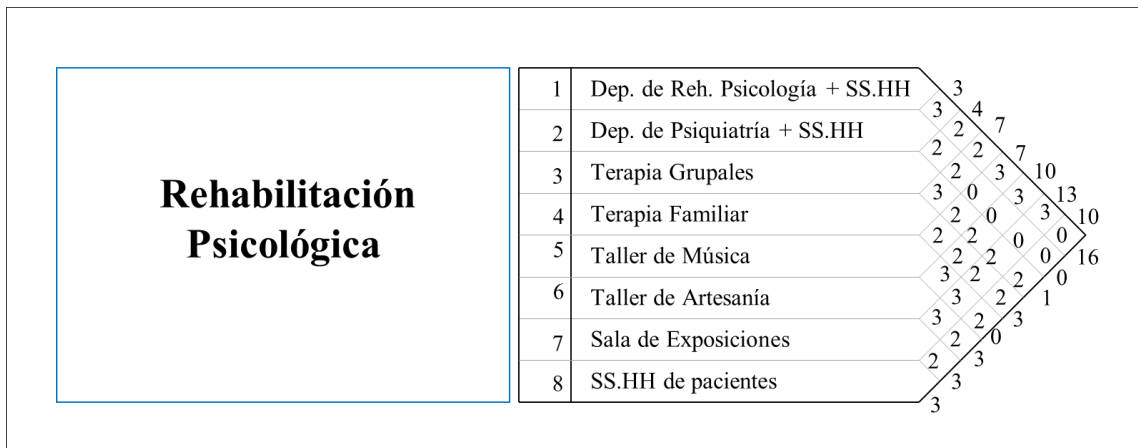 Rehabilitación
Psicológica
1 Dep. de Reh. Psicología + SS.HH 3
3 4
2 Dep. de Psiquiatría + SS.HH 2 7
2 2 7
3 Terapia Grupales 2 3 10
3 0 3 13
4 Terapia Familiar 2 0 3 10
2 2 0 0
5 Taller de Música 2 2 0 16
3 2 2 0
6 Taller de Artesanía 3 2 1
3 2 3
7 Sala de Exposiciones 2 2 0
2 3
8 SS.HH de pacientes 3
3